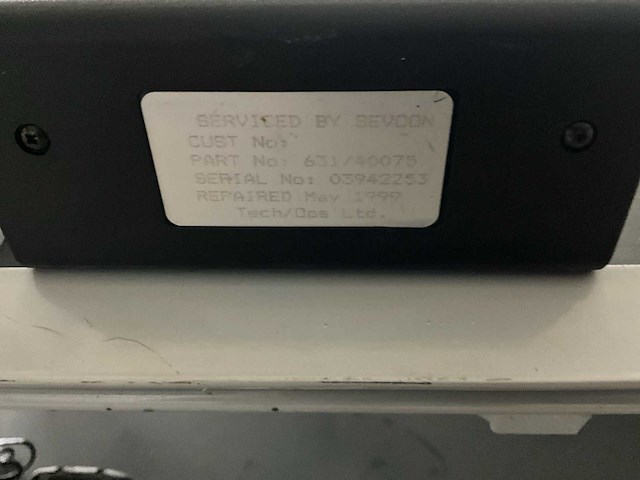 SERVICED BY SEVCON
CUST No:
PART No: 631/40075
SERIAL No: 03942253
REPAIRED May 1999
Tech/Ops Ltd.